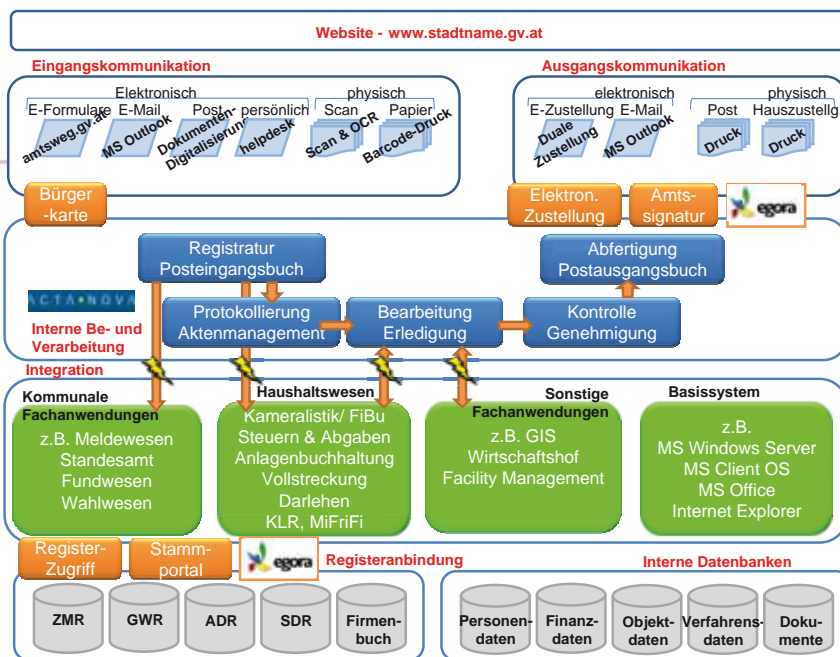 Website - www.stadtname.gv.at
Eingangskommunikation
Elektronisch
physisch
E-Formulare
E-Mail
Post
persönlich
Scan
Papier
amtsweg.gv.at
MS Outlook
Dokumenten-
Digitalisierung
helpdesk
Scan & OCR
Barcode-Druck
Ausgangskommunikation
elektronisch
physisch
E-Zustellung
E-Mail
Post
Hauszustellg
Duale
Zustellung
MS Outlook
Druck
Druck
Bürger
-karte
Elektron.
Zustellung
Amts-
signatur
egora
Registratur
Posteingangsbuch
Abfertigung
Postausgangsbuch
ACTA NOVA
Protokollierung
Aktenmanagement
Bearbeitung
Erledigung
Kontrolle
Genehmigung
Interne Be- und
Verarbeitung
Integration
Kommunale
Fachanwendungen
z.B. Meldewesen
Standesamt
Fundwesen
Wahlwesen
Haushaltswesen
Kameralistik/ FiBu
Steuern & Abgaben
Anlagenbuchhaltung
Vollstreckung
Darlehen
KLR, MiFriFi
Sonstige
Fachanwendungen
z.B. GIS
Wirtschaftshof
Facility Management
Basissystem
z.B.
MS Windows Server
MS Client OS
MS Office
Internet Explorer
Register-
Zugriff
Stamm-
portal
egora
Registeranbindung
ZMR
GWR
ADR
SDR
Firmen-
buch
Interne Datenbanken
Personen-
daten
Finanz-
daten
Objekt-
daten
Verfahrens-
daten
Doku-
mente